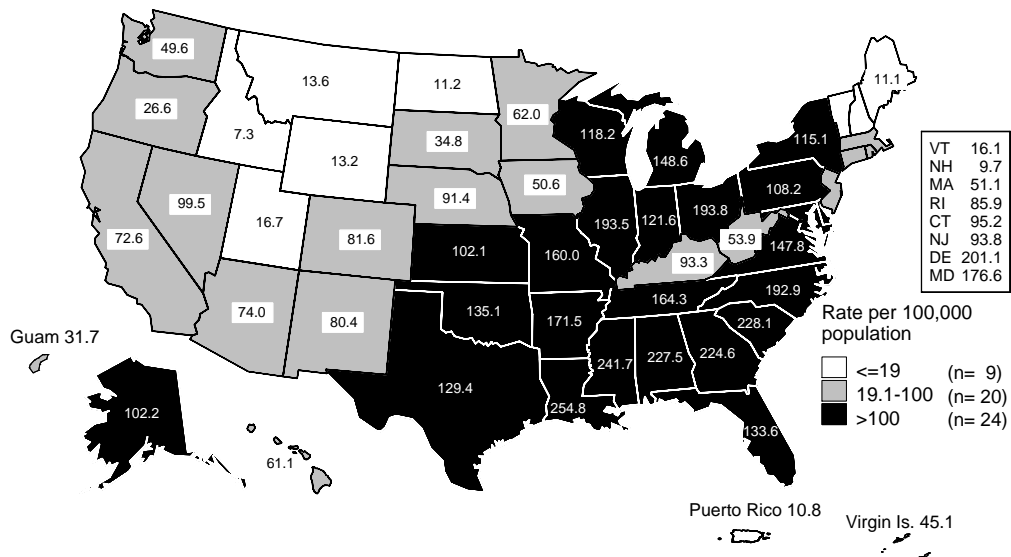 49.6
13.6
11.2
11.1
26.6
62.0
7.3
34.8
118.2
115.1
13.2
148.6
VT 16.1
NH 9.7
MA 51.1
RI 85.9
CT 95.2
NJ 93.8
DE 201.1
MD 176.6
50.6
108.2
91.4
99.5
193.8
16.7
193.5
121.6
72.6
81.6
53.9
147.8
102.1
160.0
93.3
192.9
164.3
74.0
80.4
135.1
171.5
228.1
Rate per 100,000
population
Guam 31.7
241.7
227.5
224.6
<=19 (n= 9)
19.1-100 (n= 20)
>100 (n= 24)
129.4
102.2
254.8
133.6
61.1
Puerto Rico 10.8
Virgin Is. 45.1